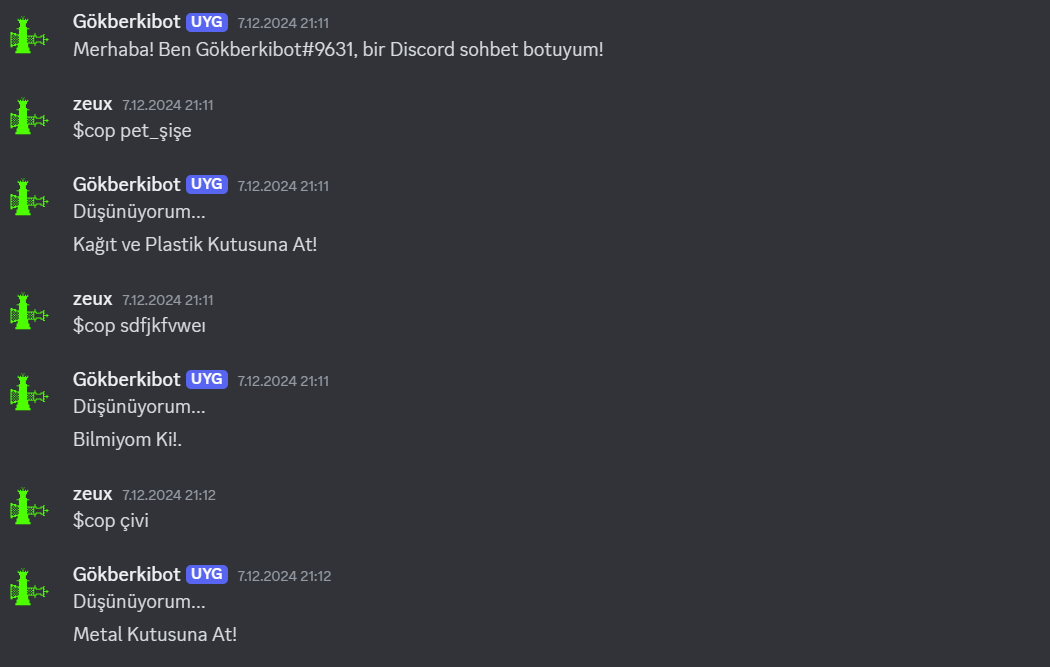 Gökberkibot UYG 7.12.2024 21:11
Merhaba! Ben Gökberkibot#9631, bir Discord sohbet botuyum!
zeux 7.12.2024 21:11
$cop pet_şişe
Gökberkibot UYG 7.12.2024 21:11
Düşünüyorum...
Kağıt ve Plastik Kutusuna At!
zeux 7.12.2024 21:11
$cop sdfjkfvweı
Gökberkibot UYG 7.12.2024 21:11
Düşünüyorum...
Bilmiyom Ki!.
zeux 7.12.2024 21:12
$cop çivi
Gökberkibot UYG 7.12.2024 21:12
Düşünüyorum...
Metal Kutusuna At!